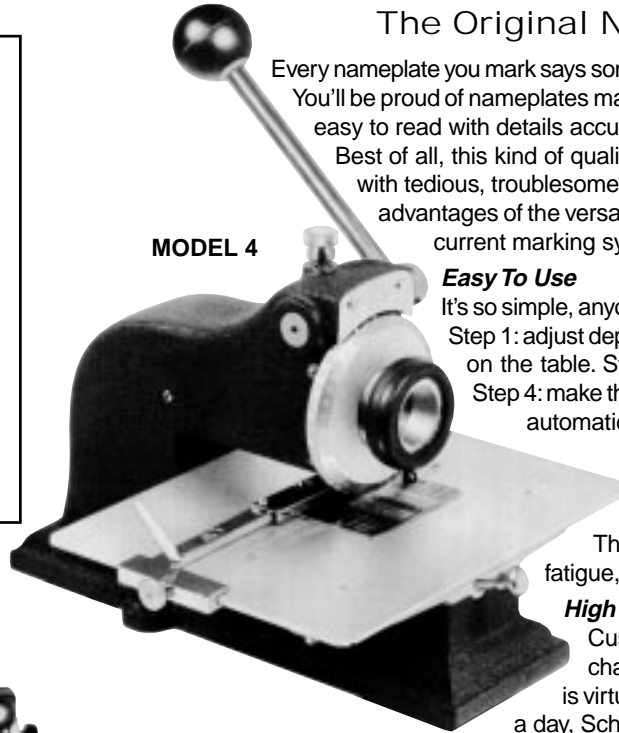 The Original N
Every nameplate you mark says sor
You'll be proud of nameplates ma
easy to read with details accu
Best of all, this kind of quali
with tedious, troublesome
advantages of the versa
current marking sy
MODEL 4
Easy To Use
It's so simple, anyo
Step 1: adjust dep
on the table. St
Step 4: make th
automatic
Th
fatigue,
High
Cus
cha
is virtu
a day, Sch